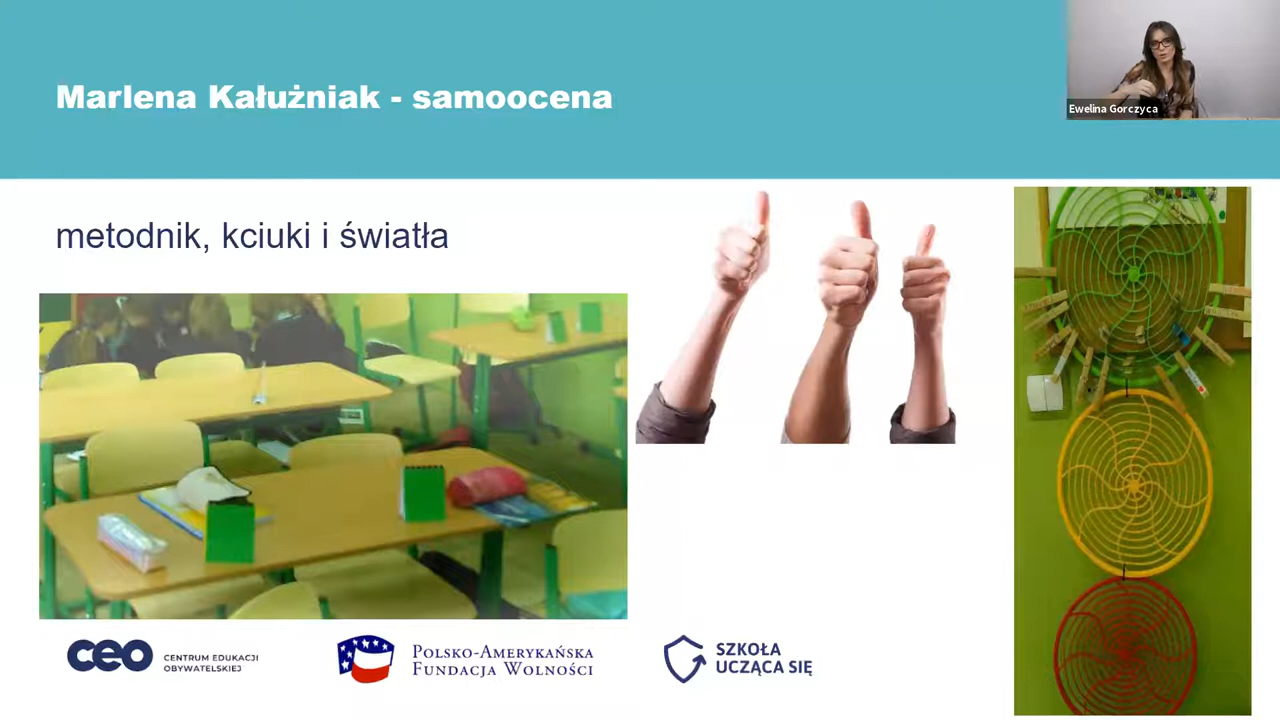 Marlena Kałużniak - samoocena
Ewelina Gorczyca
metodnik, kciuki i światła
ceo CENTRUM EDUKACJI
OBYWATELSKIEJ
POLSKO-AMERYKAŃSKA
FUNDACJA WOLNOŚCI
SZKOŁA
UCZĄCA SIĘ